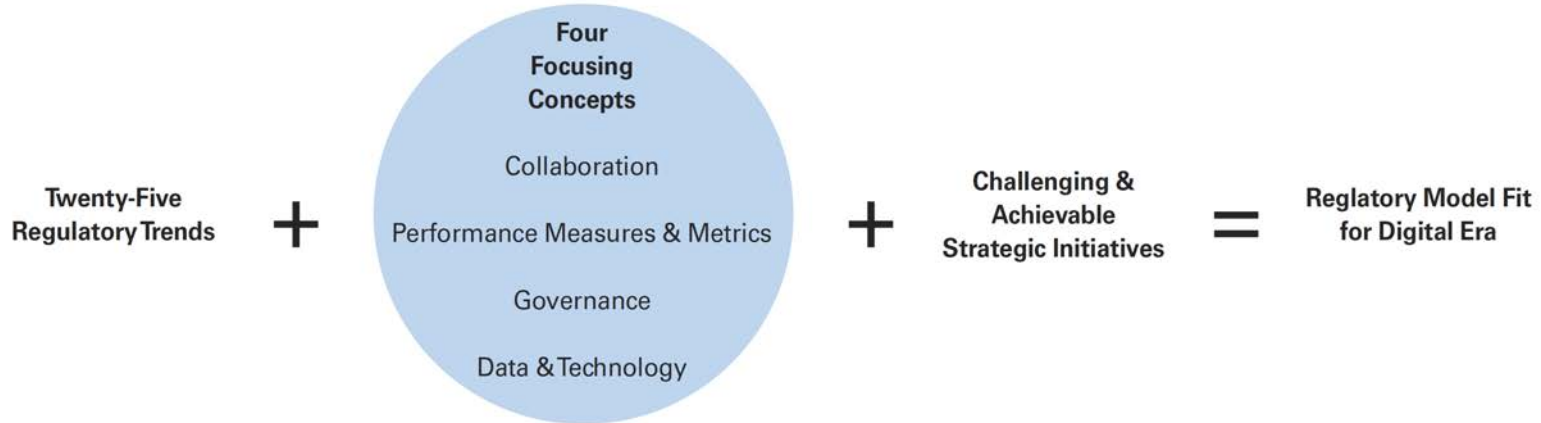 Twenty-Five
Regulatory Trends
+
Four
Focusing
Concepts
Collaboration
Performance Measures & Metrics
Governance
Data & Technology
+
Challenging &
Achievable
Strategic Initiatives
=
Reglatory Model Fit
for Digital Era